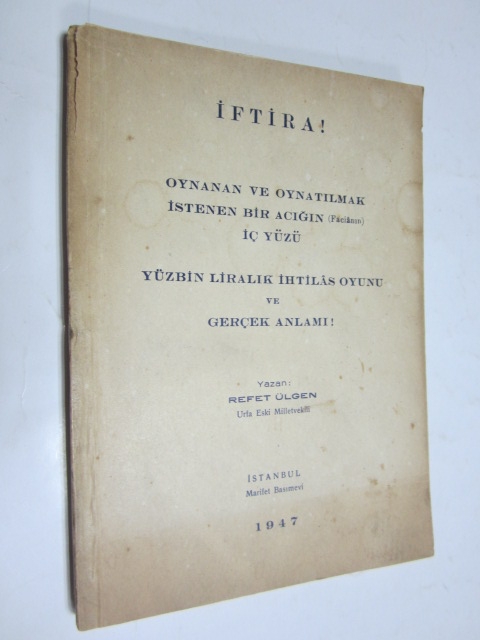 İFTİRA!
OYNANAN VE OYNATILMAK
İSTENEN BİR ACIĞIN (Fâciânın)
İÇ YÜZÜ
YÜZBİN LİRALIK İHTİLÂS OYUNU
VE
GERÇEK ANLAMI!
Yazan:
REFET ÜLGEN
Urfa Eski Milletvekili
İSTANBUL
Marifet Basımevi
1947